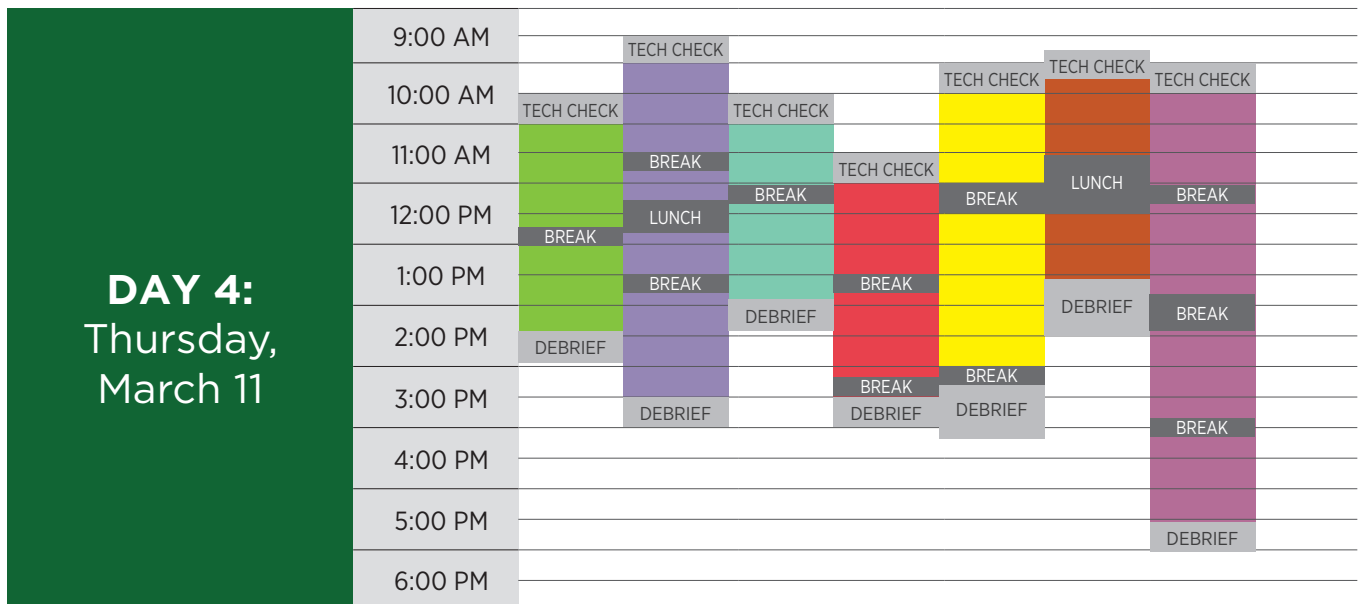 DAY 4:
Thursday,
March 11
9:00 AM
10:00 AM
11:00 AM
12:00 PM
1:00 PM
2:00 PM
3:00 PM
4:00 PM
5:00 PM
6:00 PM
TECH CHECK
BREAK
DEBRIEF
TECH CHECK
BREAK
LUNCH
BREAK
DEBRIEF
TECH CHECK
BREAK
DEBRIEF
TECH CHECK
BREAK
BREAK
DEBRIEF
TECH CHECK
BREAK
BREAK
DEBRIEF
TECH CHECK
LUNCH
DEBRIEF
TECH CHECK
BREAK
BREAK
BREAK
DEBRIEF